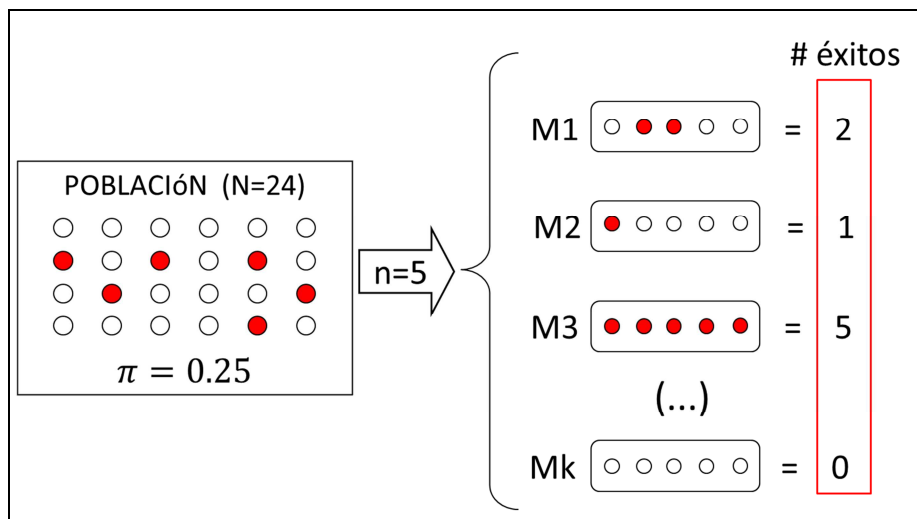 # éxitos
M1 = 2
POBLACIóN (N=24)
M2 = 1
n=5
M3 = 5
π = 0.25
(...)
Mk = 0